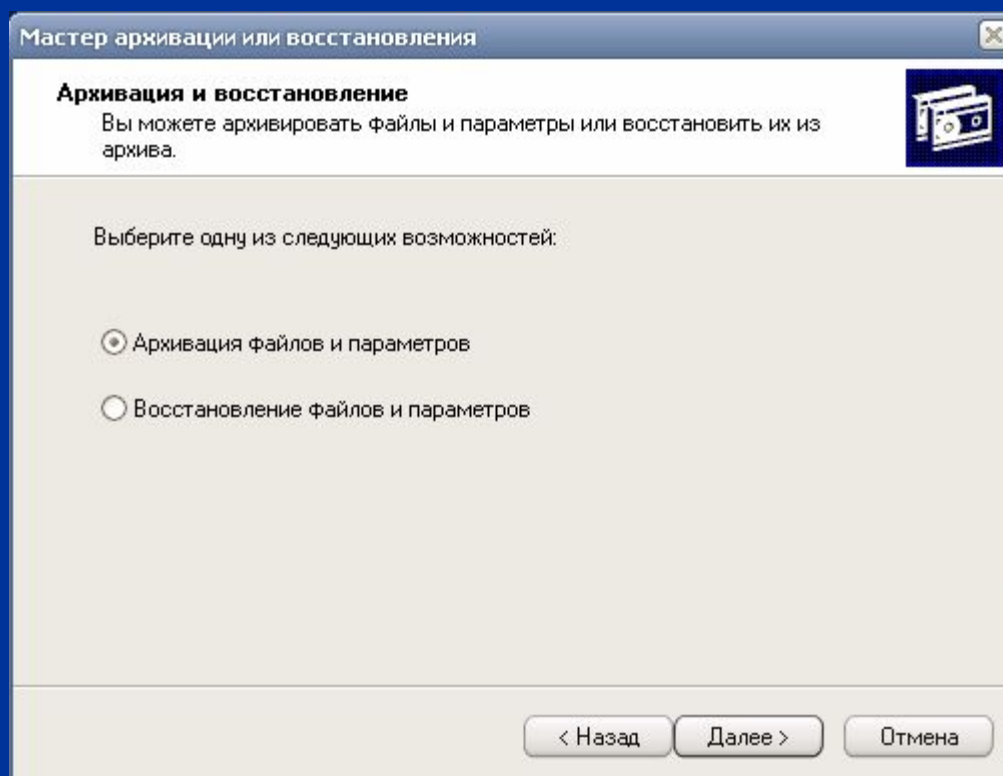 Мастер архивации или восстановления
Архивация и восстановление
Вы можете архивировать файлы и параметры или восстановить их из
архива.
Выберите одну из следующих возможностей:
Архивация файлов и параметров
Восстановление файлов и параметров
< Назад Далее > Отмена